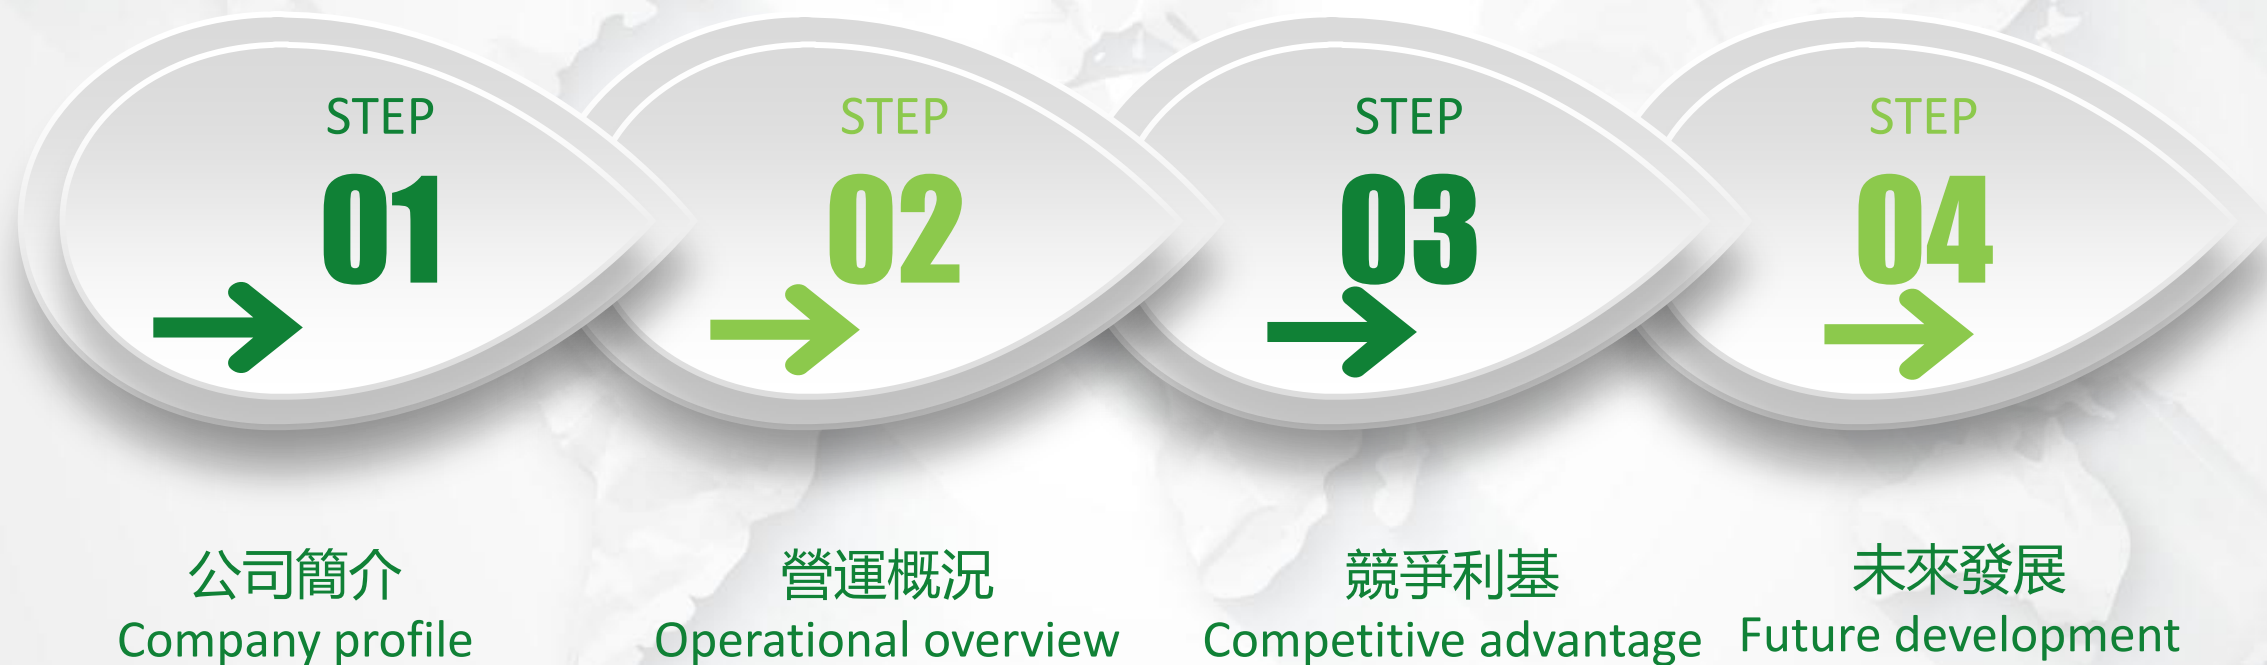 STEP
01
STEP
02
STEP
03
STEP
04
公司簡介
Company profile
營運概況
Operational overview
競爭利基
Competitive advantage
未來發展
Future development